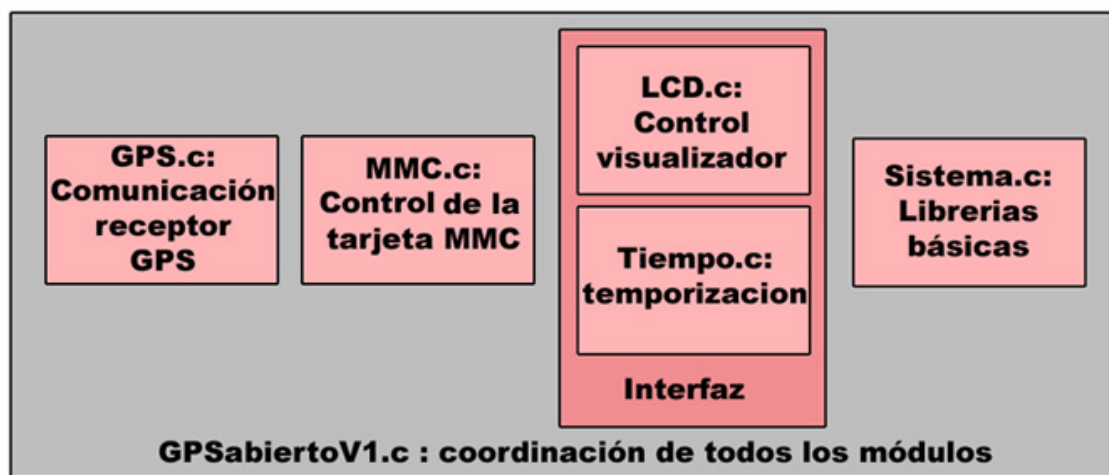 GPS.c:
Comunicación
receptor
GPS
MMC.c:
Control de la
tarjeta MMC
LCD.c:
Control
visualizador
Tiempo.c:
temporizacion
Interfaz
Sistema.c:
Librerias
básicas
GPSabiertoV1.c : coordinación de todos los módulos